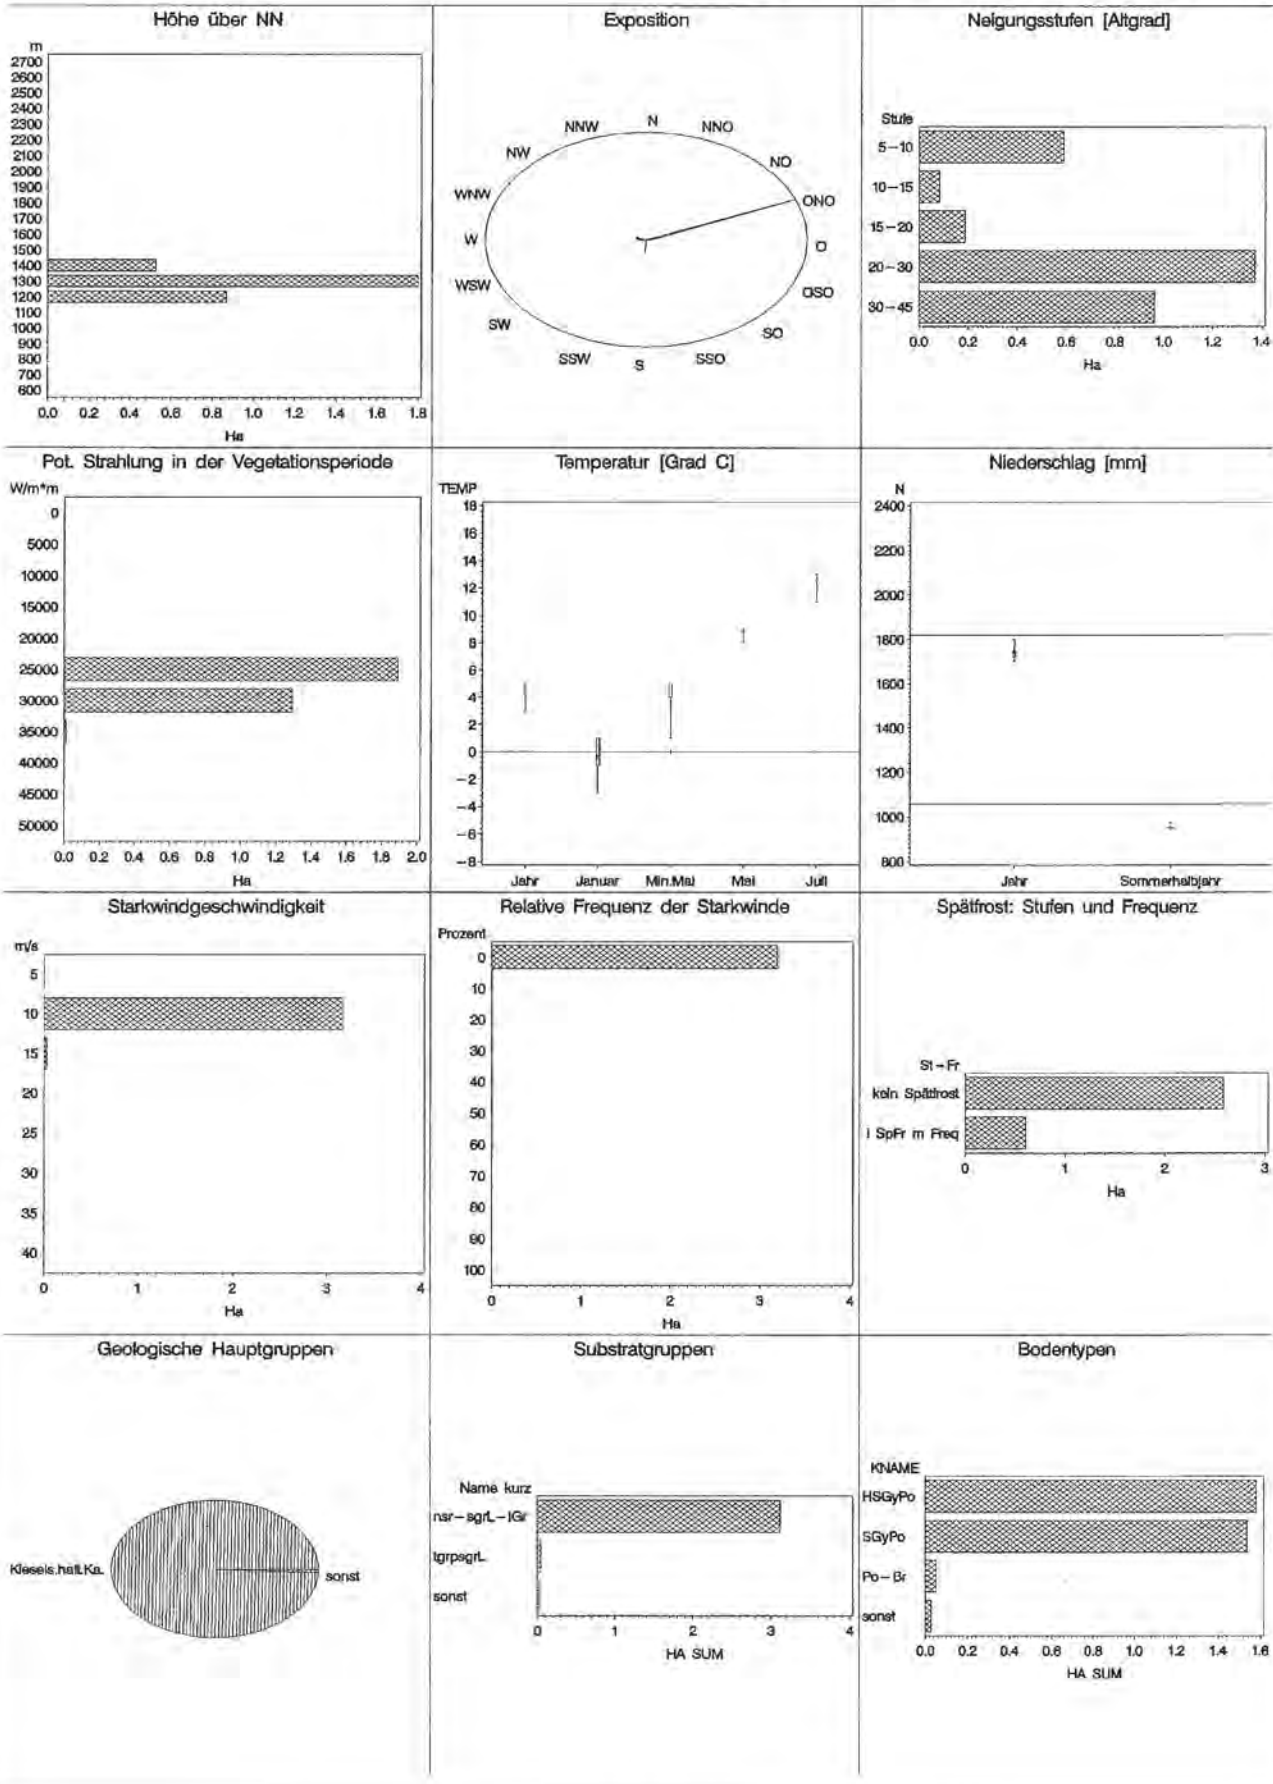 Höhe über NN
m
2700
2600
2500
2400
2300
2200
2100
2000
1900
1800
1700
1600
1500
1400
1300
1200
1100
1000
900
800
700
600
0.0 0.2 0.4 0.6 0.8 1.0 1.2 1.4 1.6 1.8
Ha
Exposition
N
NNO
NO
ONO
O
OSO
SO
SSO
S
SSW
SW
WSW
W
WNW
NW
NNW
Neigungsstufen [Altgrad]
Stufe
5-10
10-15
15-20
20-30
30-45
0.0 0.2 0.4 0.6 0.8 1.0 1.2 1.4
Ha
Pot. Strahlung in der Vegetationsperiode
W/m*m
0
5000
10000
15000
20000
25000
30000
35000
40000
45000
50000
0.0 0.2 0.4 0.6 0.8 1.0 1.2 1.4 1.6 1.8 2.0
Ha
Temperatur [Grad C]
TEMP
18
16
14
12
10
8
6
4
2
0
-2
-4
-6
-8
Jahr Januar Min.Mai Mai Juli
Niederschlag [mm]
N
2400
2200
2000
1800
1600
1400
1200
1000
800
Jahr Sommerhalbjahr
Starkwindgeschwindigkeit
m/s
5
10
15
20
25
30
35
40
0 1 2 3 4
Ha
Relative Frequenz der Starkwinde
Prozent
0
10
20
30
40
50
60
70
80
90
100
0 1 2 3 4
Ha
Spätfrost: Stufen und Frequenz
St-Fr
kein Spätfrost
l SpFr m Freq
0 1 2 3
Ha
Geologische Hauptgruppen
Kiesels.halt.Ka.
sonst
Substratgruppen
Name kurz
nsr-sgrL-lGr
tgrpsgrL
sonst
0 1 2 3 4
HA SUM
Bodentypen
KNAME
HSGyPo
SGyPo
Po-Br
sonst
0.0 0.2 0.4 0.6 0.8 1.0 1.2 1.4 1.6
HA SUM